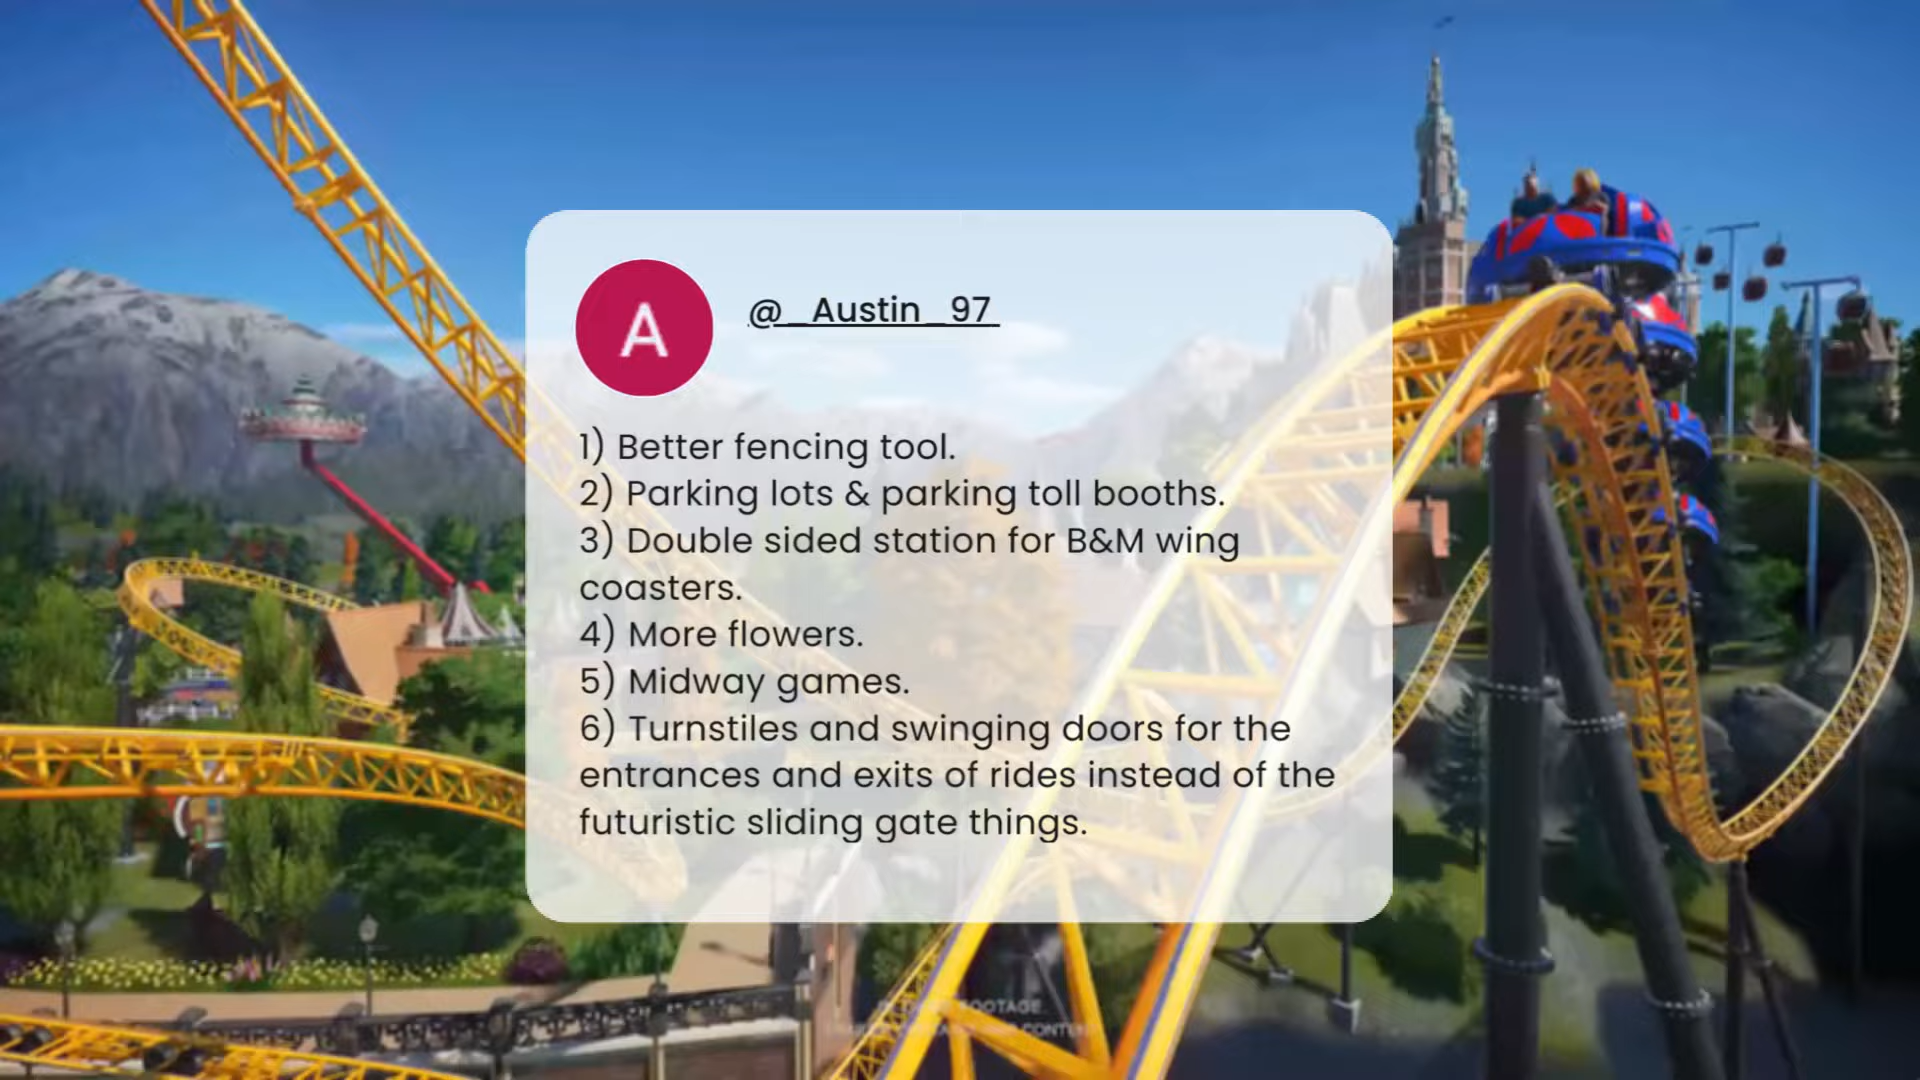 A
@_Austin_97
1) Better fencing tool.
2) Parking lots & parking toll booths.
3) Double sided station for B&M wing
coasters.
4) More flowers.
5) Midway games.
6) Turnstiles and swinging doors for the
entrances and exits of rides instead of the
futuristic sliding gate things.
FOOTAGE